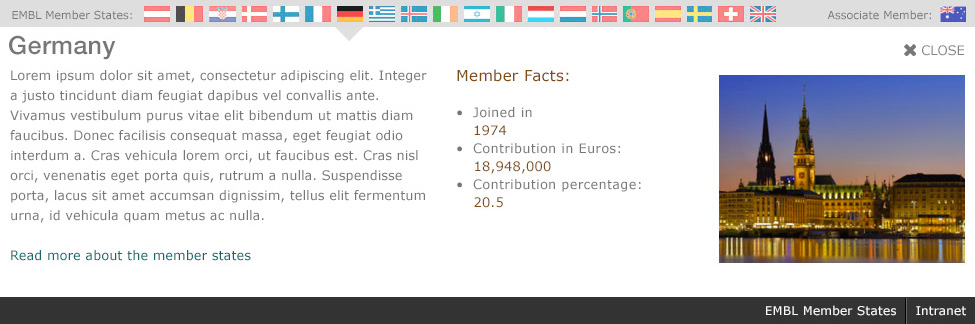 EMBL Member States:
Associate Member:
Germany
CLOSE
Lorem ipsum dolor sit amet, consectetur adipiscing elit. Integer
a justo tincidunt diam feugiat dapibus vel convallis ante.
Vivamus vestibulum purus vitae elit bibendum ut mattis diam
faucibus. Donec facilisis consequat massa, eget feugiat odio
interdum a. Cras vehicula lorem orci, ut faucibus est. Cras nisl
orci, venenatis eget porta quis, rutrum a nulla. Suspendisse
porta, lacus sit amet accumsan dignissim, tellus elit fermentum
urna, id vehicula quam metus ac nulla.
Read more about the member states
Member Facts:
• Joined in
1974
• Contribution in Euros:
18,948,000
• Contribution percentage:
20.5
EMBL Member States
Intranet